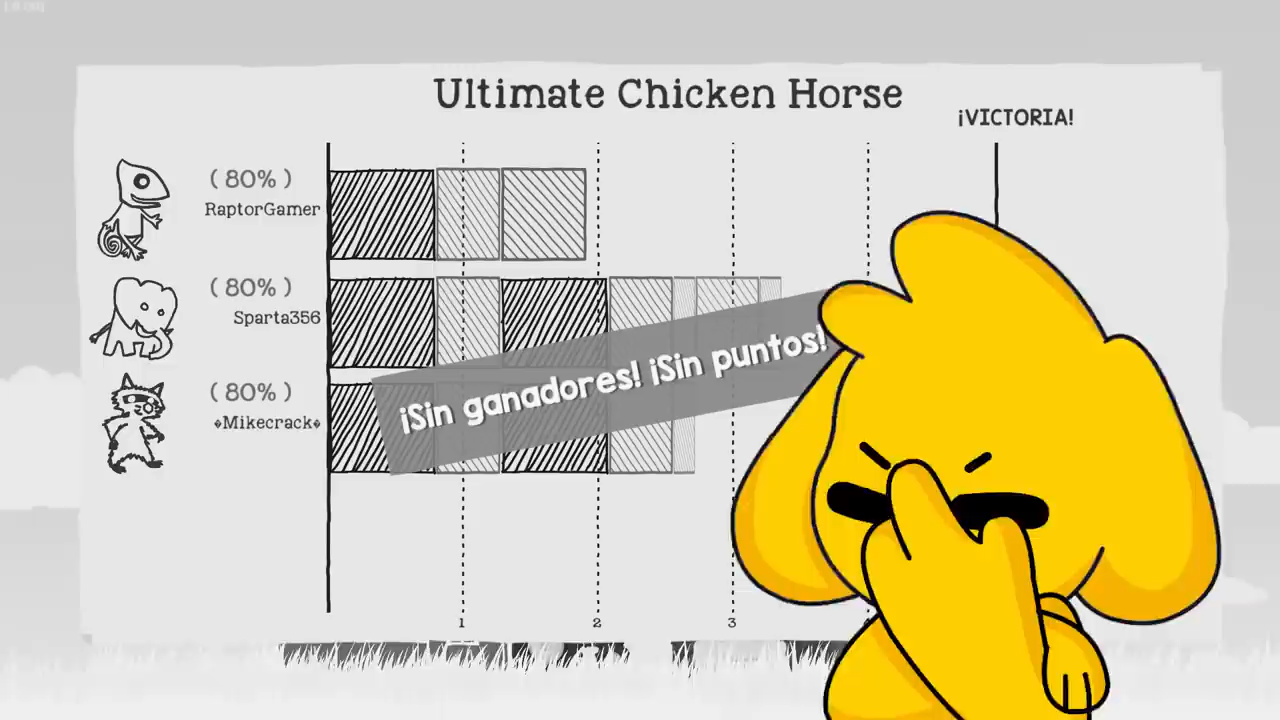 Ultimate Chicken Horse
¡VICTORIA!
( 80% )
RaptorGamer
( 80% )
Sparta356
( 80% )
⬥Mikecrack⬥
¡Sin ganadores! ¡Sin puntos!
1
2
3